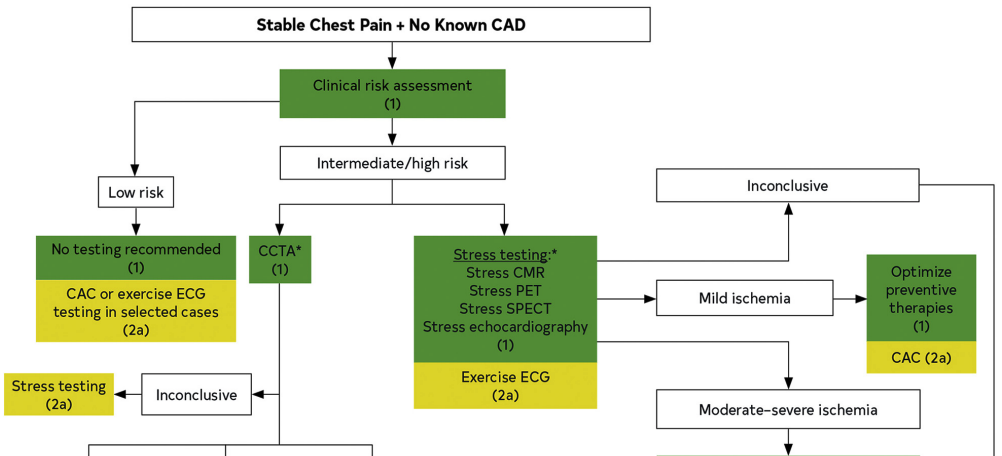 Stable Chest Pain + No Known CAD
Clinical risk assessment
(1)
Intermediate/high risk
Low risk
No testing recommended
(1)
CAC or exercise ECG
testing in selected cases
(2a)
CCTA*
(1)
Stress testing:*
Stress CMR
Stress PET
Stress SPECT
Stress echocardiography
(1)
Exercise ECG
(2a)
Inconclusive
Mild ischemia
Optimize
preventive
therapies
(1)
CAC (2a)
Stress testing
(2a)
Inconclusive
Moderate–severe ischemia